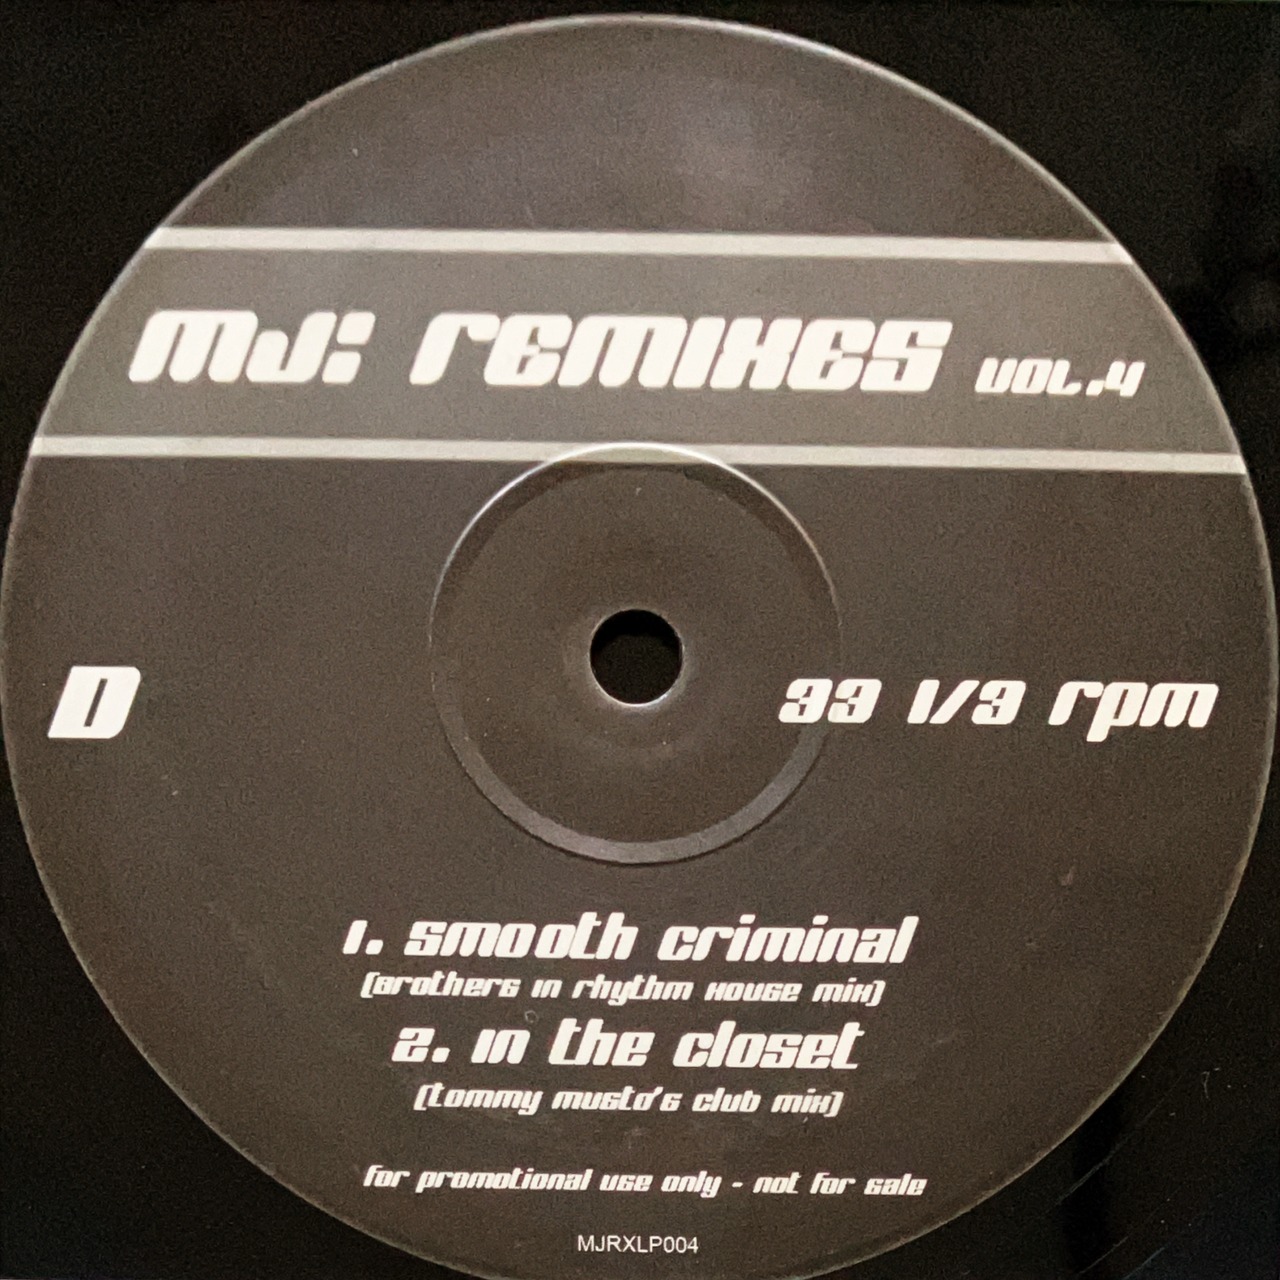 MJ: remixes vol.4
D
33 1/3 rpm
1. smooth criminal
(Brothers in rhythm House mix)
2. in the closet
(tommy musto's club mix)
for promotional use only - not for sale
MJRXLP004